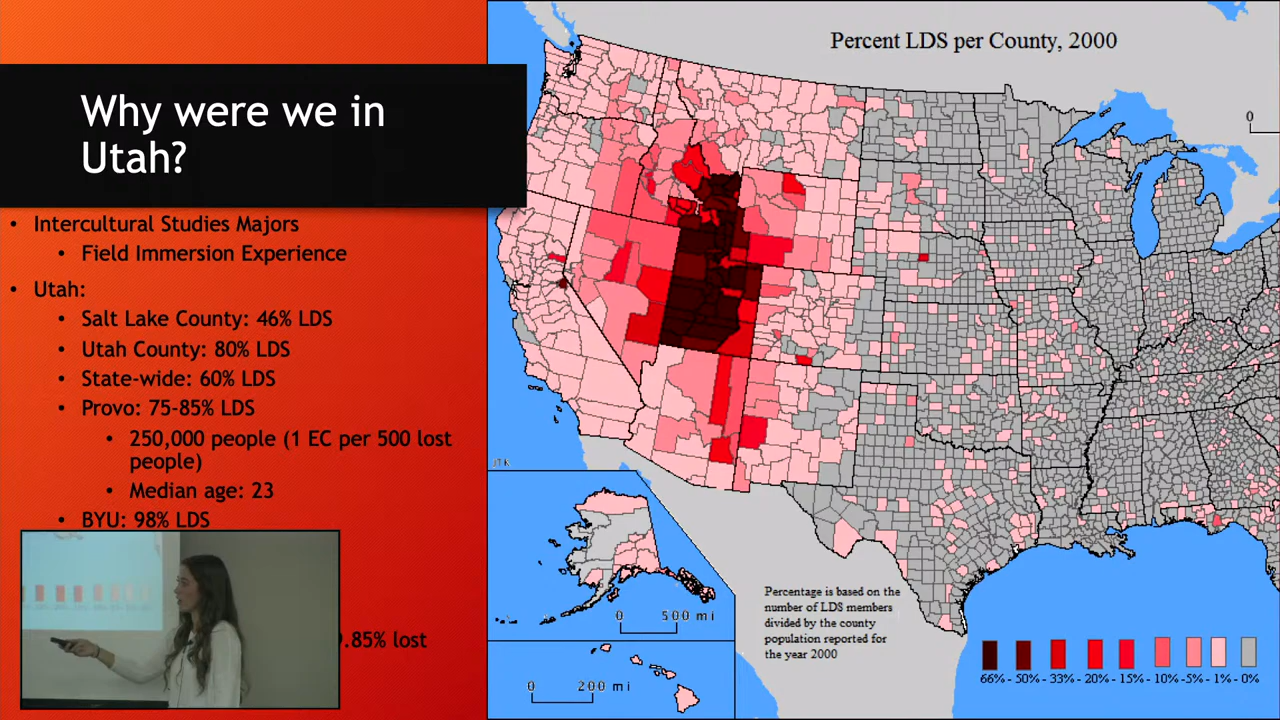 Why were we in
Utah?
Intercultural Studies Majors
Field Immersion Experience
Utah:
Salt Lake County: 46% LDS
Utah County: 80% LDS
State-wide: 60% LDS
Provo: 75-85% LDS
250,000 people (1 EC per 500 lost
people)
Median age: 23
BYU: 98% LDS
.85% lost
Percent LDS per County, 2000
0
JTK
0 500 mi
0 200 mi
Percentage is based on the
number of LDS members
divided by the county
population reported for
the year 2000
66% - 50% - 33% - 20% - 15% - 10% -5% - 1% - 0%